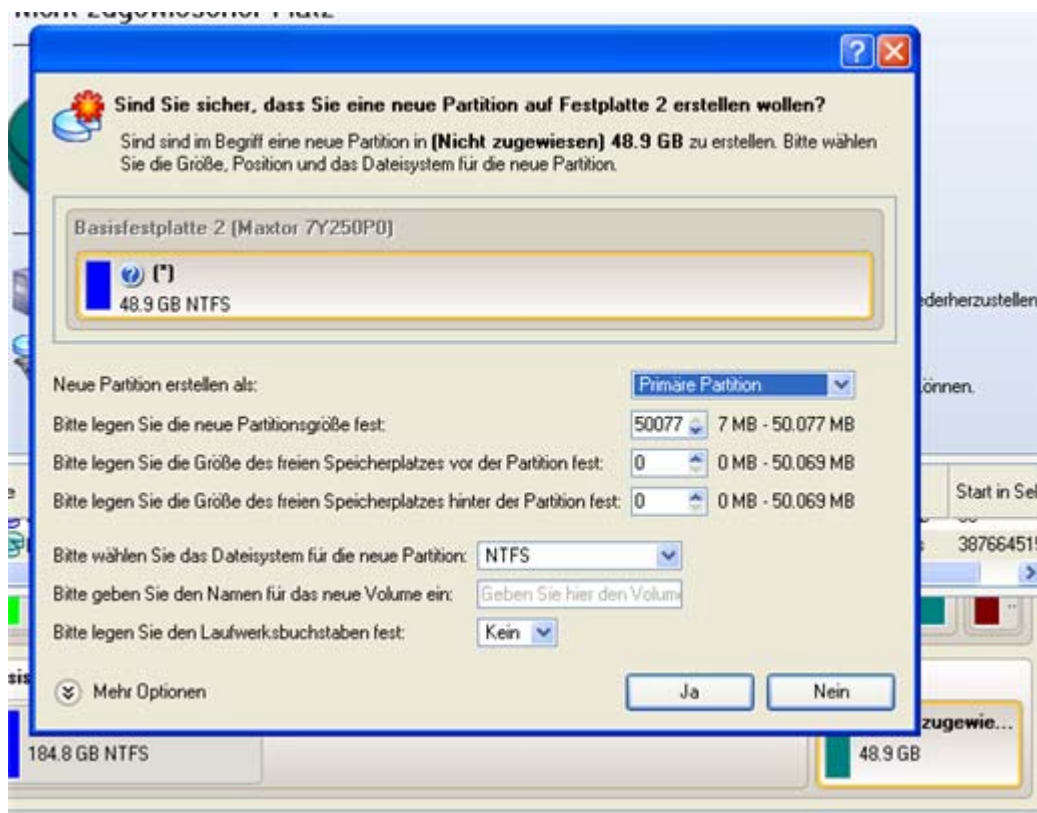 Nicht zugewiesener Platz
Sind Sie sicher, dass Sie eine neue Partition auf Festplatte 2 erstellen wollen?
Sind sind im Begriff eine neue Partition in (Nicht zugewiesen) 48.9 GB zu erstellen. Bitte wählen
Sie die Größe, Position und das Dateisystem für die neue Partition.
Basisfestplatte 2 (Maxtor 7Y250P0)
(*)
48.9 GB NTFS
ederherzustellen
Neue Partition erstellen als: Primäre Partition
önnen.
Bitte legen Sie die neue Partitionsgröße fest: 50077 7 MB - 50.077 MB
Bitte legen Sie die Größe des freien Speicherplatzes vor der Partition fest: 0 0 MB - 50.069 MB
Bitte legen Sie die Größe des freien Speicherplatzes hinter der Partition fest: 0 0 MB - 50.069 MB
Start in Sel
Bitte wählen Sie das Dateisystem für die neue Partition: NTFS
387664515
Bitte geben Sie den Namen für das neue Volume ein: Geben Sie hier den Volum
Bitte legen Sie den Laufwerksbuchstaben fest: Kein
Mehr Optionen Ja Nein
sis
zugewie...
184.8 GB NTFS
48.9 GB